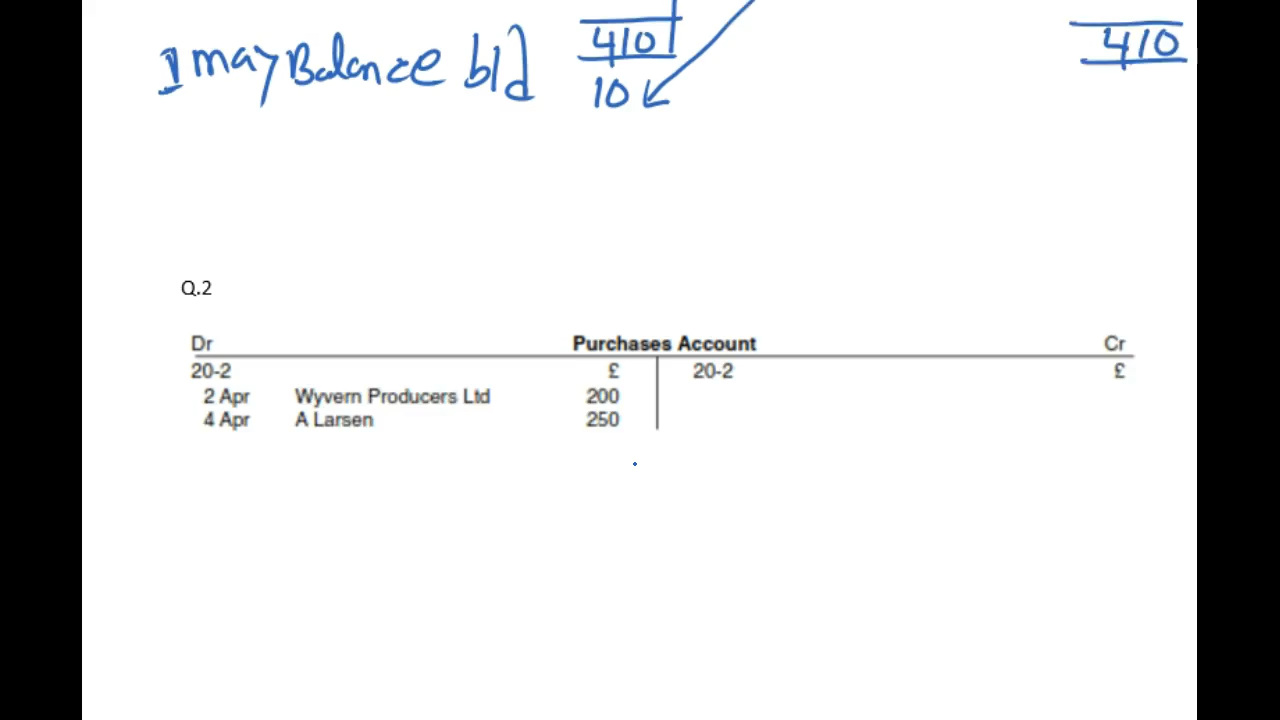 410 410
1 may Balance b/d 10
Q.2
Dr Purchases Account Cr
20-2 £ 20-2 £
2 Apr Wyvern Producers Ltd 200
4 Apr A Larsen 250